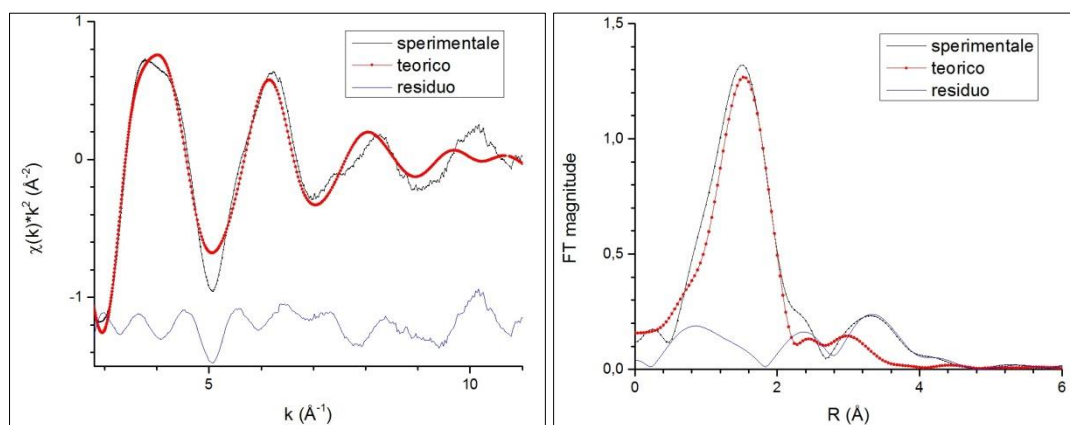 1
0
-1
5
10
χ(k)*k² (Å⁻²)
k (Å⁻¹)
sperimentale
teorico
residuo
1,5
1,0
0,5
0,0
0
2
4
6
FT magnitude
R (Å)
sperimentale
teorico
residuo